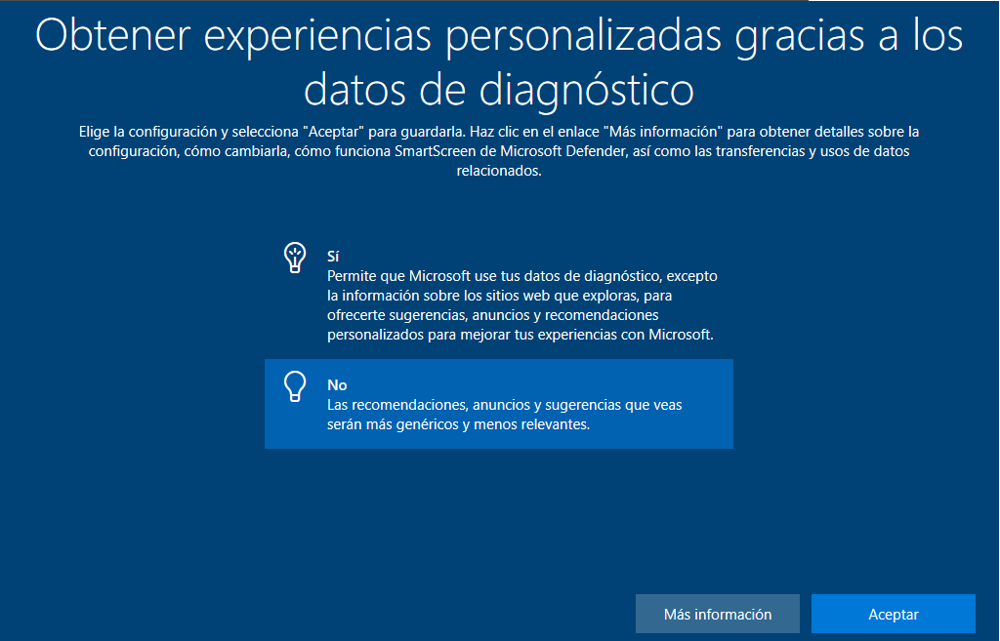 Obtener experiencias personalizadas gracias a los
datos de diagnóstico
Elige la configuración y selecciona "Aceptar" para guardarla. Haz clic en el enlace "Más información" para obtener detalles sobre la
configuración, cómo cambiarla, cómo funciona SmartScreen de Microsoft Defender, así como las transferencias y usos de datos
relacionados.
Sí
Permite que Microsoft use tus datos de diagnóstico, excepto
la información sobre los sitios web que exploras, para
ofrecerte sugerencias, anuncios y recomendaciones
personalizados para mejorar tus experiencias con Microsoft.
No
Las recomendaciones, anuncios y sugerencias que veas
serán más genéricos y menos relevantes.
Más información
Aceptar